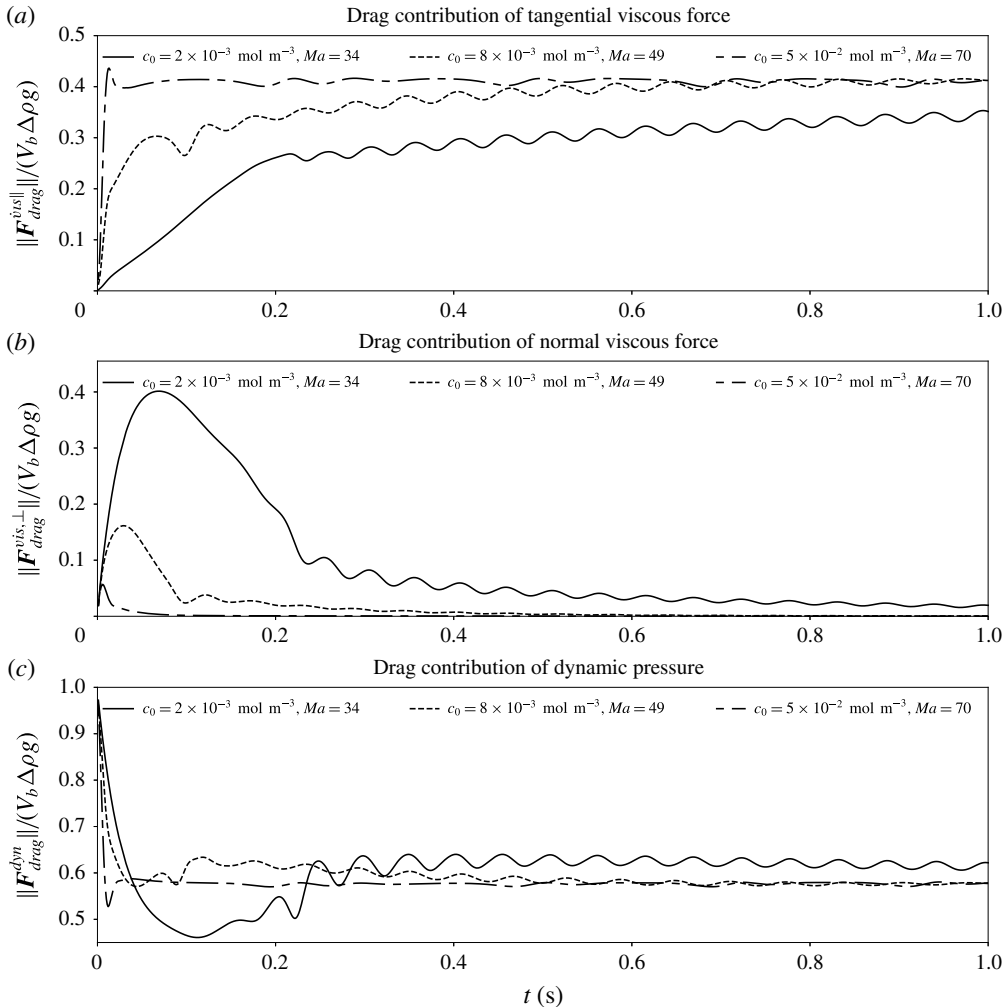 (a) Drag contribution of tangential viscous force
c₀ = 2 × 10⁻³ mol m⁻³, Ma = 34 c₀ = 8 × 10⁻³ mol m⁻³, Ma = 49 c₀ = 5 × 10⁻² mol m⁻³, Ma = 70
||F^{vis||}_{drag}||/(V_b Δρg)
0.5
0.4
0.3
0.2
0.1
0 0.2 0.4 0.6 0.8 1.0
(b) Drag contribution of normal viscous force
c₀ = 2 × 10⁻³ mol m⁻³, Ma = 34 c₀ = 8 × 10⁻³ mol m⁻³, Ma = 49 c₀ = 5 × 10⁻² mol m⁻³, Ma = 70
||F^{vis,⊥}_{drag}||/(V_b Δρg)
0.4
0.3
0.2
0.1
0 0.2 0.4 0.6 0.8 1.0
(c) Drag contribution of dynamic pressure
c₀ = 2 × 10⁻³ mol m⁻³, Ma = 34 c₀ = 8 × 10⁻³ mol m⁻³, Ma = 49 c₀ = 5 × 10⁻² mol m⁻³, Ma = 70
||F^{dyn}_{drag}||/(V_b Δρg)
1.0
0.9
0.8
0.7
0.6
0.5
0 0.2 0.4 0.6 0.8 1.0
t (s)